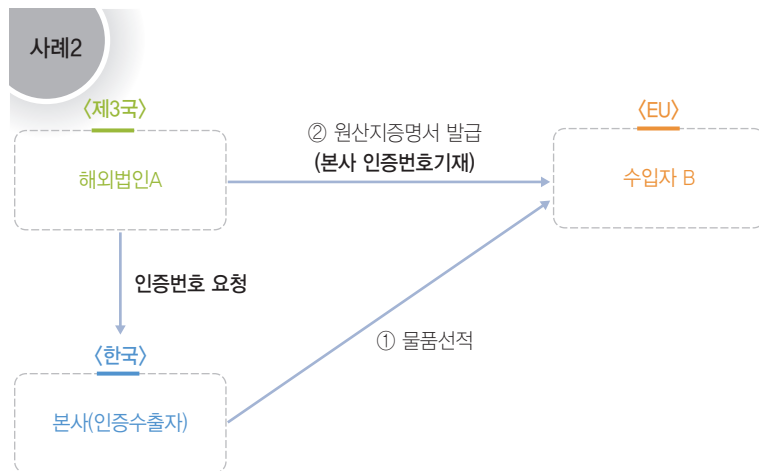 사례2
〈제3국〉
해외법인A
② 원산지증명서 발급
(본사 인증번호기재)
〈EU〉
수입자 B
인증번호 요청
① 물품선적
〈한국〉
본사(인증수출자)